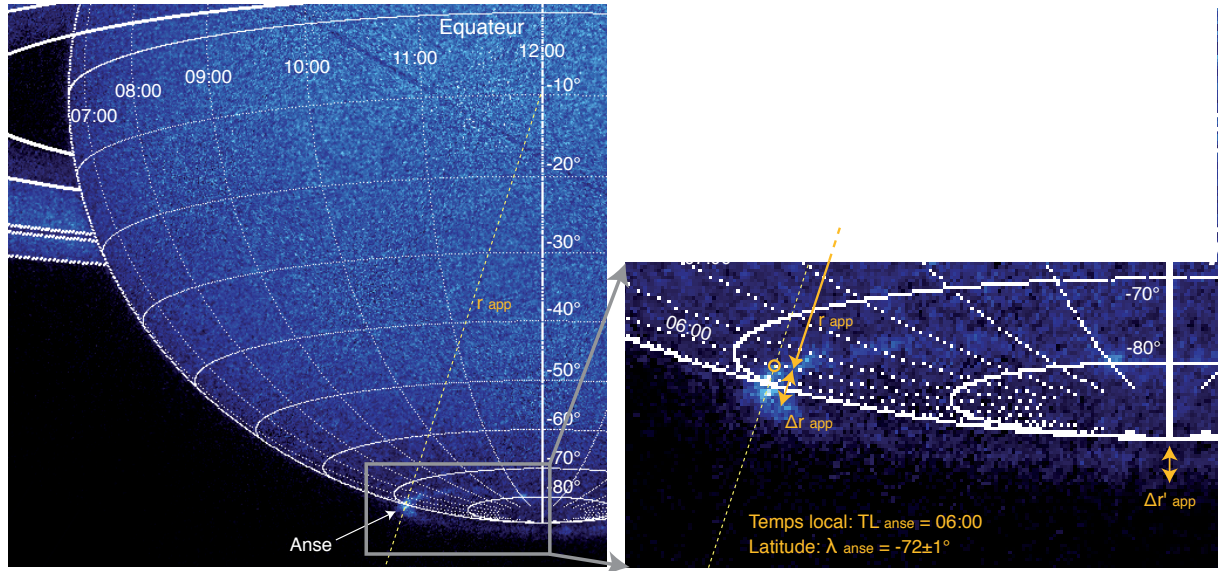 Equateur
12:00
11:00
10:00
09:00
08:00
07:00
-10°
-20°
-30°
r app
-40°
-50°
-60°
-70°
-80°
Anse
06:00
r app
-70°
-80°
Δr app
Δr' app
Temps local: TL anse = 06:00
Latitude: λ anse = -72±1°